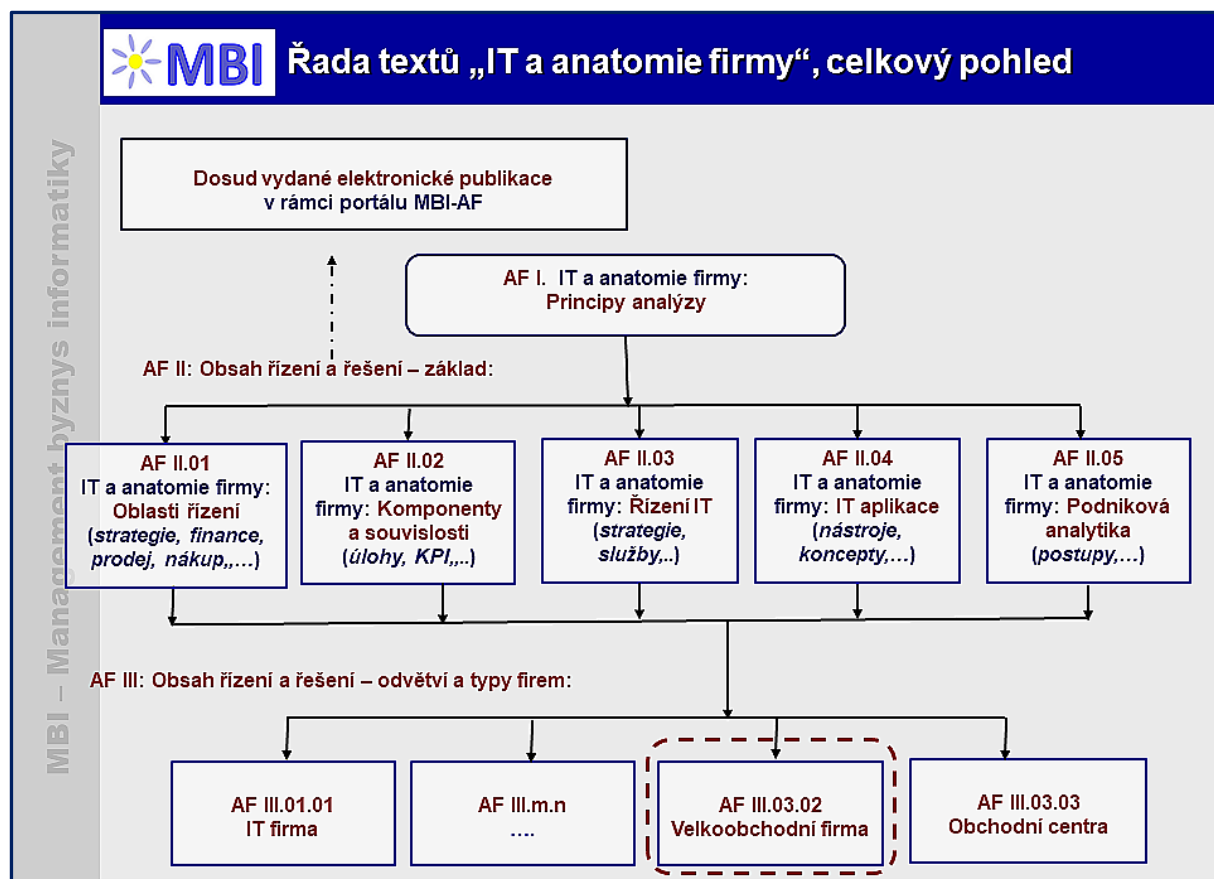 MBI
Řada textů „IT a anatomie firmy“, celkový pohled
MBI – Management byznys informatiky
Dosud vydané elektronické publikace
v rámci portálu MBI-AF
AF I. IT a anatomie firmy:
Principy analýzy
AF II: Obsah řízení a řešení – základ:
AF II.01
IT a anatomie firmy:
Oblasti řízení
(strategie, finance,
prodej, nákup,,…)
AF II.02
IT a anatomie
firmy: Komponenty
a souvislosti
(úlohy, KPI,,..)
AF II.03
IT a anatomie
firmy: Řízení IT
(strategie,
služby,..)
AF II.04
IT a anatomie
firmy: IT aplikace
(nástroje,
koncepty,…)
AF II.05
IT a anatomie
firmy: Podniková
analytika
(postupy,…)
AF III: Obsah řízení a řešení – odvětví a typy firem:
AF III.01.01
IT firma
AF III.m.n
….
AF III.03.02
Velkoobchodní firma
AF III.03.03
Obchodní centra